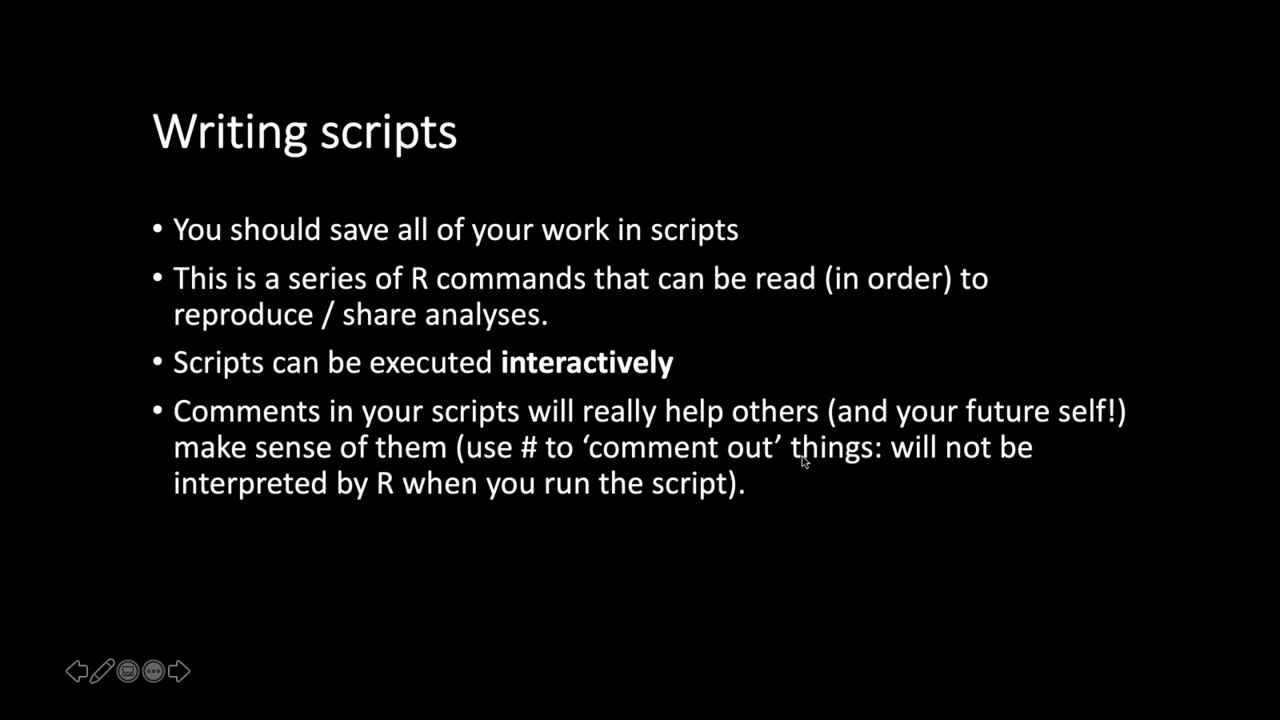 Writing scripts
• You should save all of your work in scripts
• This is a series of R commands that can be read (in order) to
reproduce / share analyses.
• Scripts can be executed interactively
• Comments in your scripts will really help others (and your future self!)
make sense of them (use # to ‘comment out’ things: will not be
interpreted by R when you run the script).